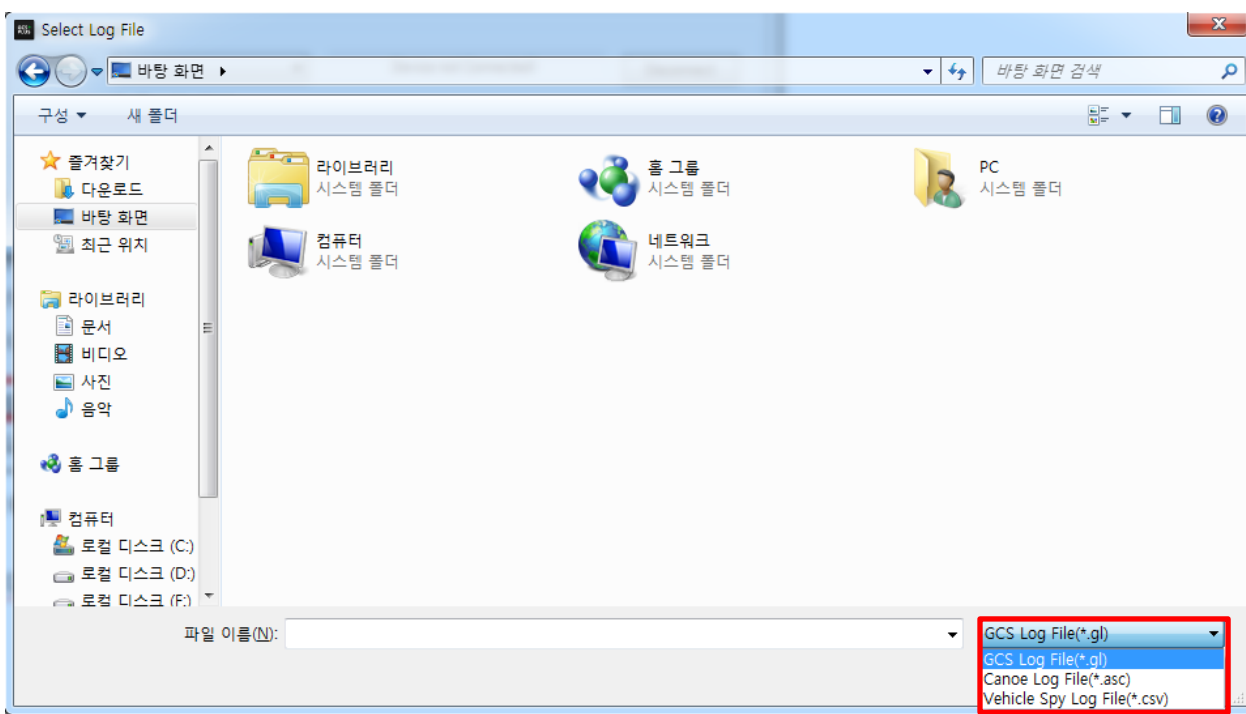 Select Log File
바탕 화면
바탕 화면 검색
구성
새 폴더
즐겨찾기
다운로드
바탕 화면
최근 위치
라이브러리
문서
비디오
사진
음악
홈 그룹
컴퓨터
로컬 디스크 (C:)
로컬 디스크 (D:)
로컬 디스크 (F:)
라이브러리
시스템 폴더
홈 그룹
시스템 폴더
PC
시스템 폴더
컴퓨터
시스템 폴더
네트워크
시스템 폴더
파일 이름(N):
GCS Log File(*.gl)
GCS Log File(*.gl)
Canoe Log File(*.asc)
Vehicle Spy Log File(*.csv)